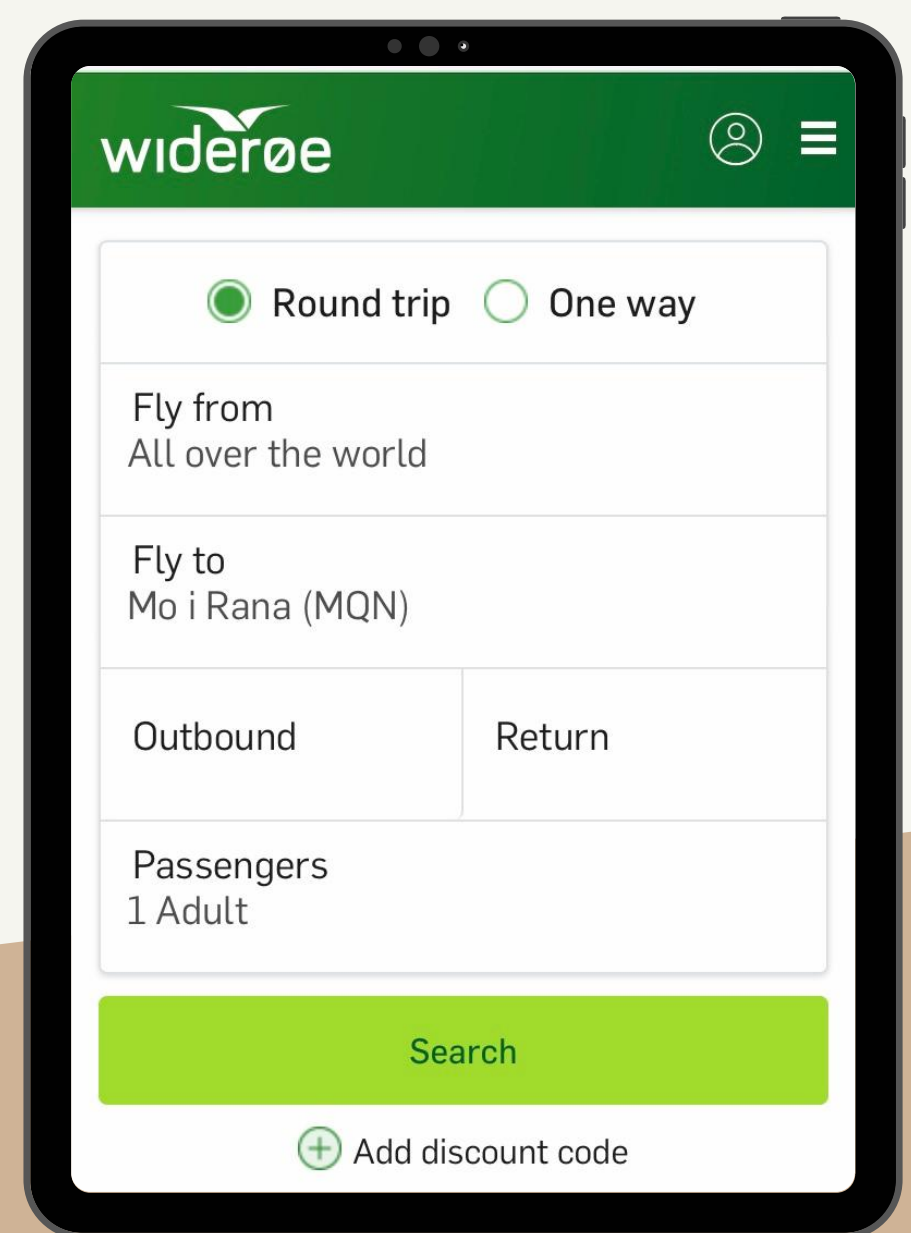 widerøe
Round trip One way
Fly from
All over the world
Fly to
Mo i Rana (MQN)
Outbound Return
Passengers
1 Adult
Search
Add discount code